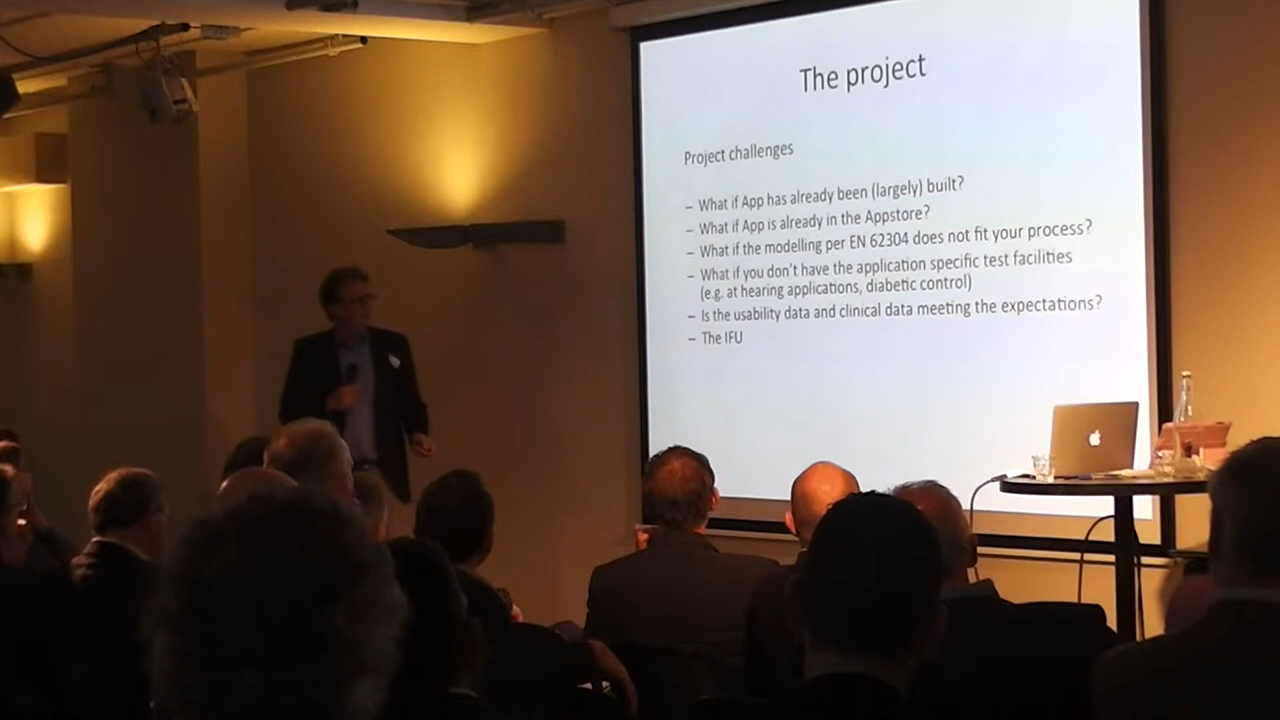 The project
Project challenges
– What if App has already been (largely) built?
– What if App is already in the Appstore?
– What if the modelling per EN 62304 does not fit your process?
– What if you don't have the application specific test facilities
(e.g. at hearing applications, diabetic control)
– Is the usability data and clinical data meeting the expectations?
– The IFU